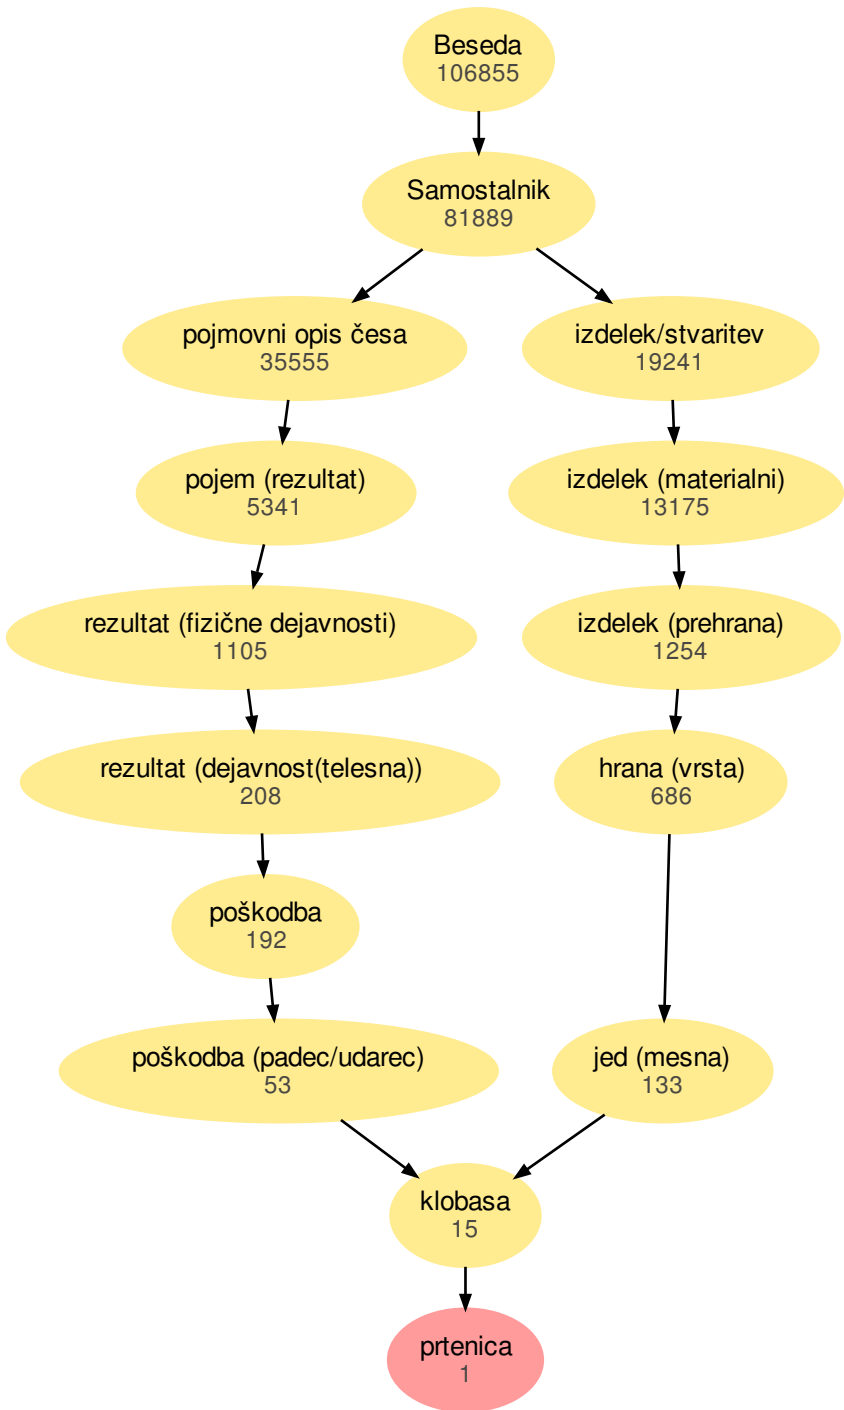 Beseda
106855
Samostalnik
81889
pojmovni opis česa
35555
izdelek/stvaritev
19241
pojem (rezultat)
5341
izdelek (materialni)
13175
rezultat (fizične dejavnosti)
1105
izdelek (prehrana)
1254
rezultat (dejavnost(telesna))
208
hrana (vrsta)
686
poškodba
192
poškodba (padec/udarec)
53
jed (mesna)
133
klobasa
15
prtenica
1